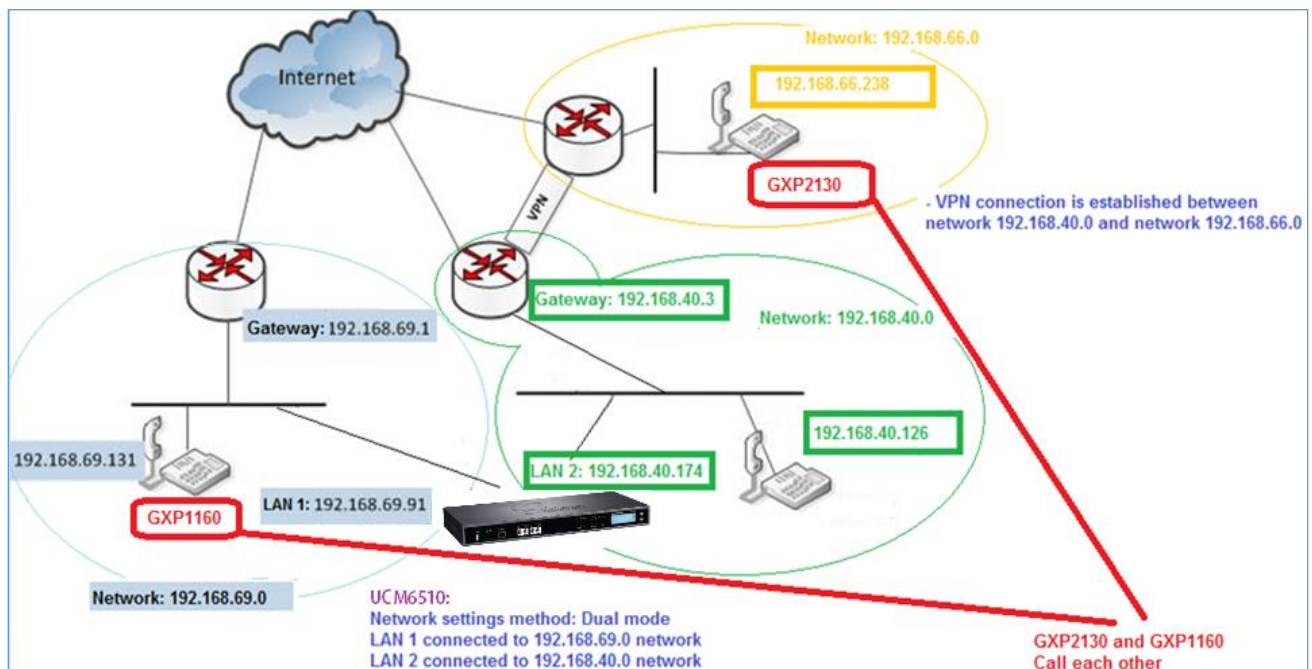 Internet
Network: 192.168.66.0
192.168.66.238
GXP2130
VPN
- VPN connection is established between
network 192.168.40.0 and network 192.168.66.0
Gateway: 192.168.40.3
Network: 192.168.40.0
Gateway: 192.168.69.1
192.168.69.131
GXP1160
LAN 1: 192.168.69.91
LAN 2: 192.168.40.174
192.168.40.126
Network: 192.168.69.0
UCM6510:
Network settings method: Dual mode
LAN 1 connected to 192.168.69.0 network
LAN 2 connected to 192.168.40.0 network
GXP2130 and GXP1160
Call each other